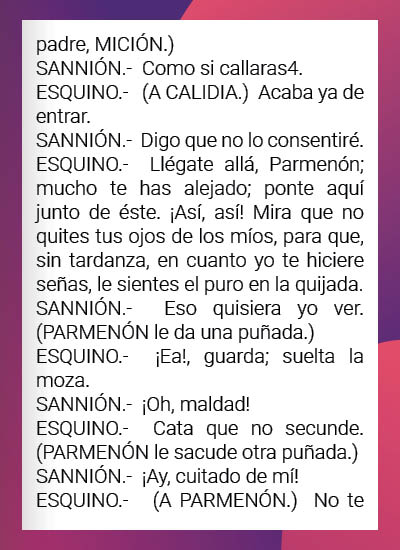 padre, MICIÓN.)
SANNIÓN.- Como si callaras4.
ESQUINO.- (A CALIDIA.) Acaba ya de
entrar.
SANNIÓN.- Digo que no lo consentiré.
ESQUINO.- Llégate allá, Parmenón;
mucho te has alejado; ponte aquí
junto de éste. ¡Así, así! Mira que no
quites tus ojos de los míos, para que,
sin tardanza, en cuanto yo te hiciere
señas, le sientes el puro en la quijada.
SANNIÓN.- Eso quisiera yo ver.
(PARMENÓN le da una puñada.)
ESQUINO.- ¡Ea!, guarda; suelta la
moza.
SANNIÓN.- ¡Oh, maldad!
ESQUINO.- Cata que no secunde.
(PARMENÓN le sacude otra puñada.)
SANNIÓN.- ¡Ay, cuitado de mí!
ESQUINO.- (A PARMENÓN.) No te